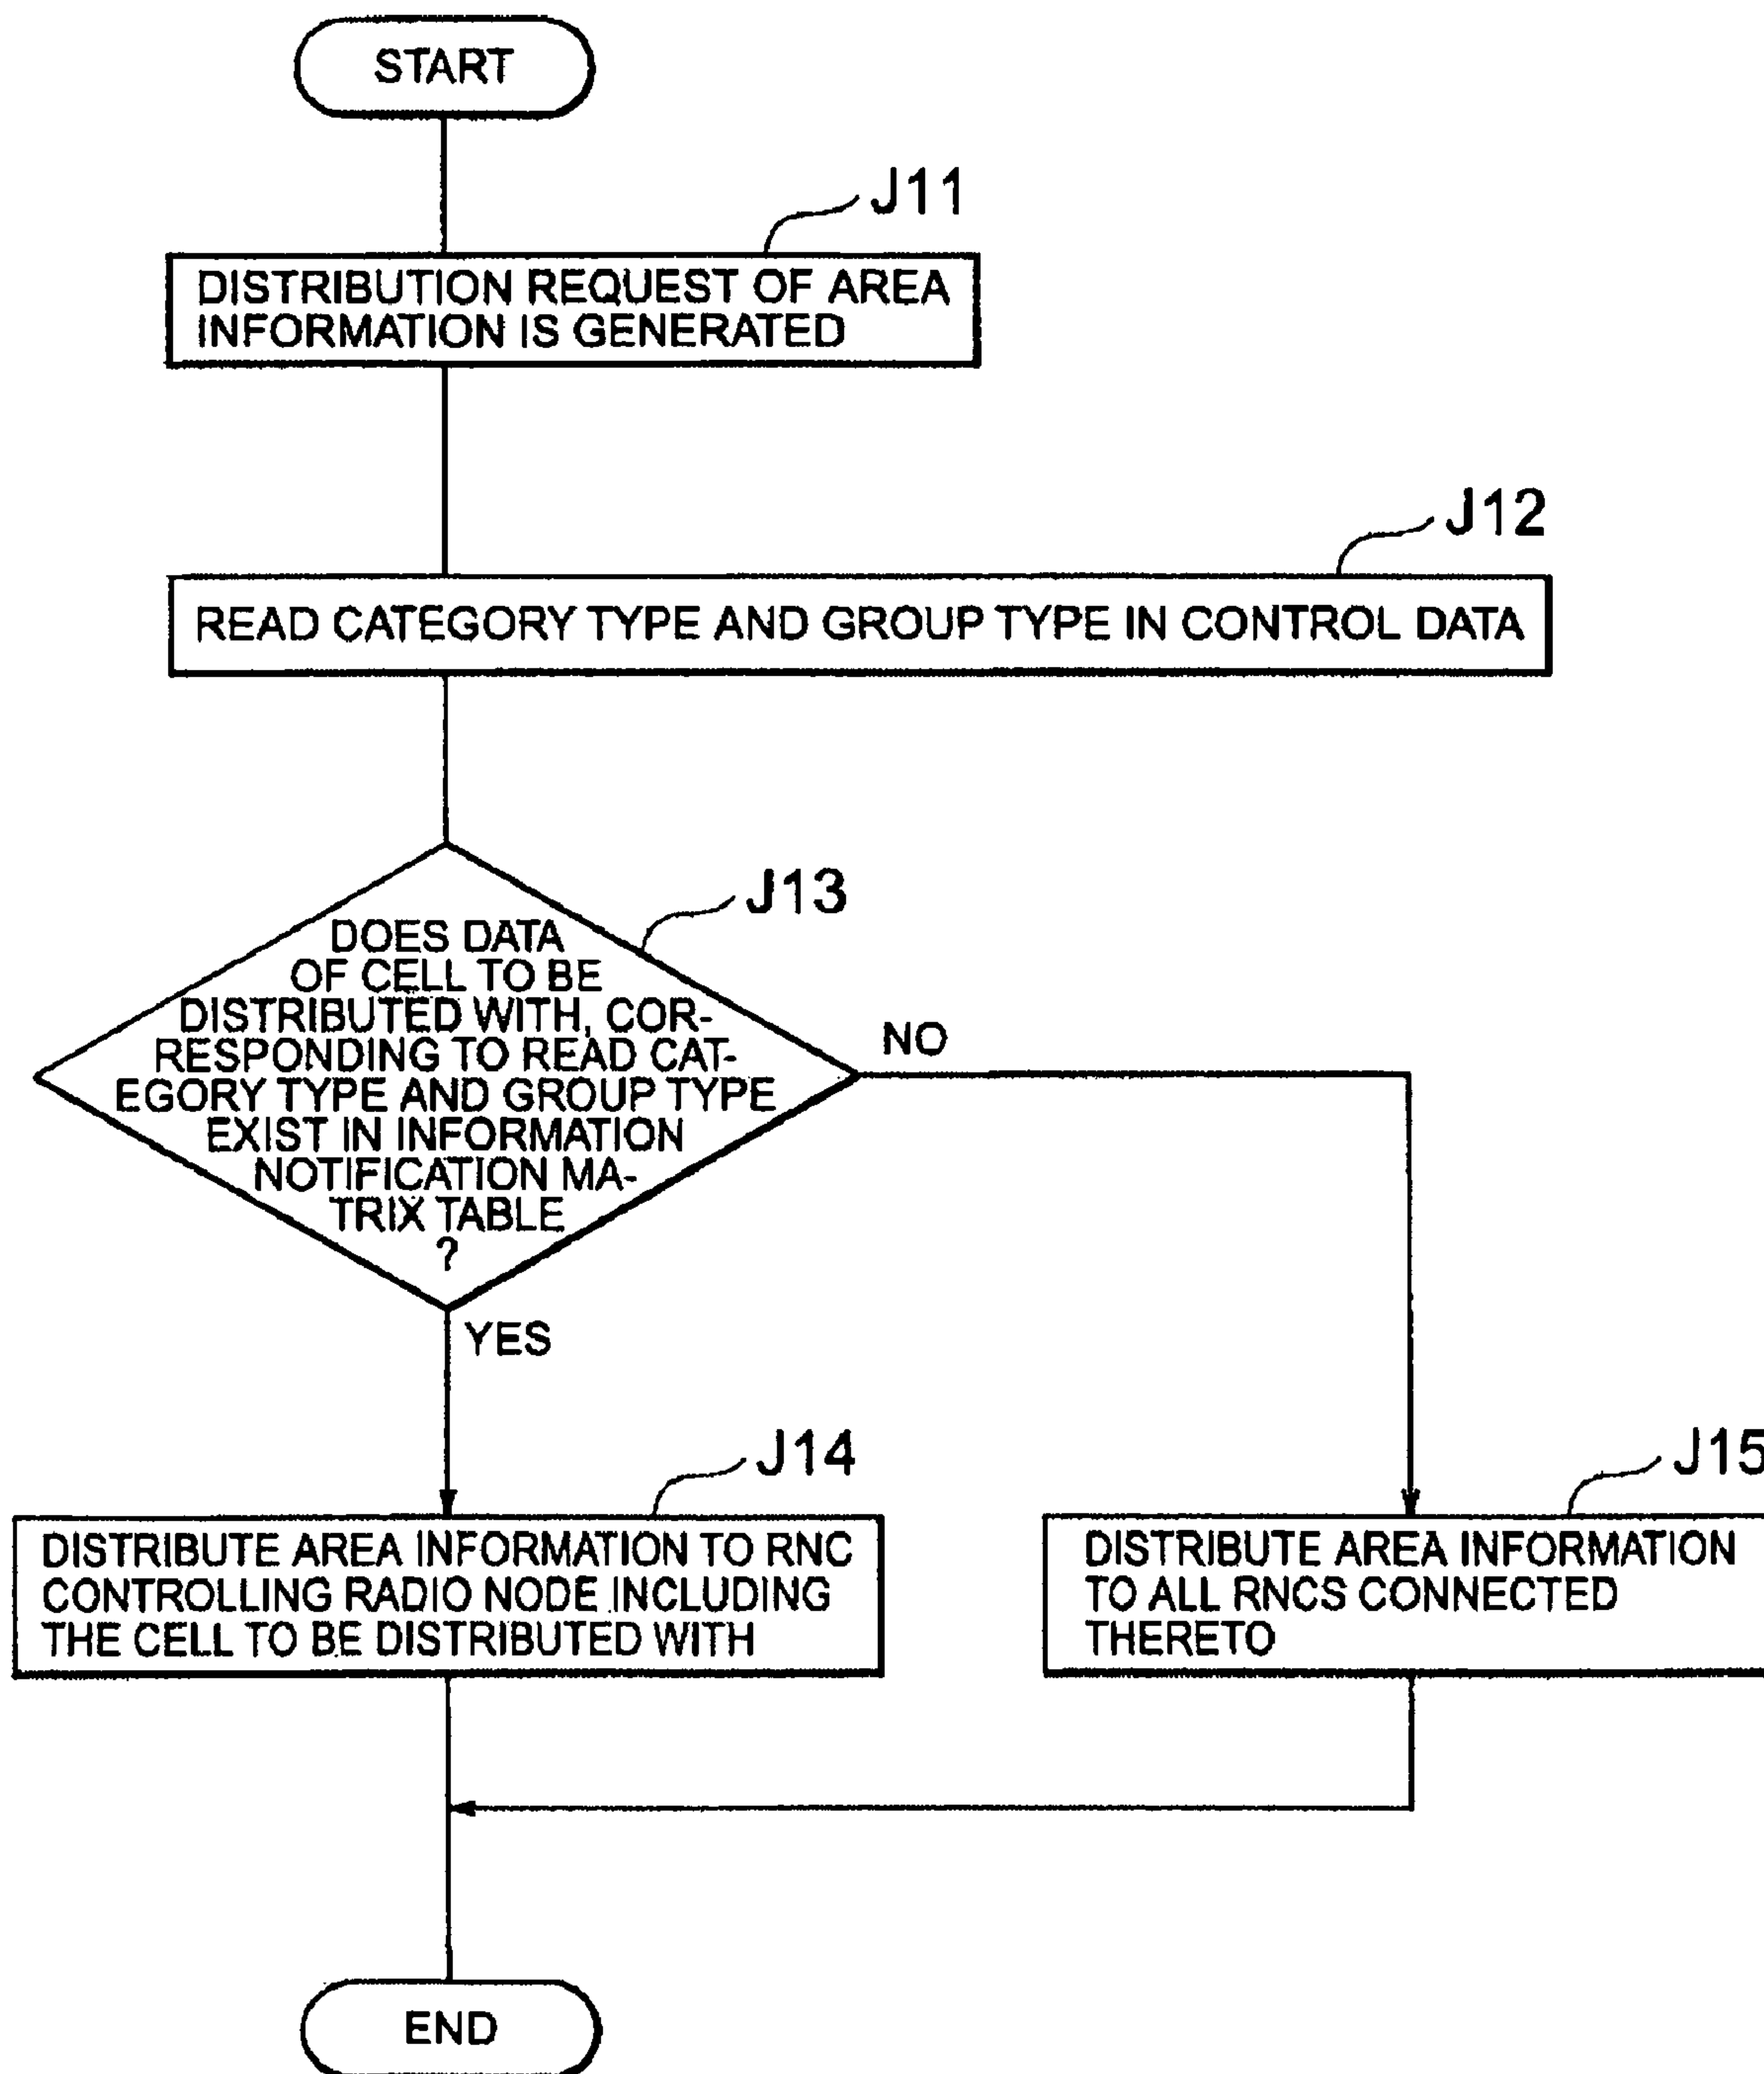 START
J11
DISTRIBUTION REQUEST OF AREA
INFORMATION IS GENERATED
J12
READ CATEGORY TYPE AND GROUP TYPE IN CONTROL DATA
J13
DOES DATA
OF CELL TO BE
DISTRIBUTED WITH, COR-
RESPONDING TO READ CAT-
EGORY TYPE AND GROUP TYPE
EXIST IN INFORMATION
NOTIFICATION MA-
TRIX TABLE
?
NO
YES
J14
DISTRIBUTE AREA INFORMATION TO RNC
CONTROLLING RADIO NODE INCLUDING
THE CELL TO BE DISTRIBUTED WITH
J15
DISTRIBUTE AREA INFORMATION
TO ALL RNCS CONNECTED
THERETO
END